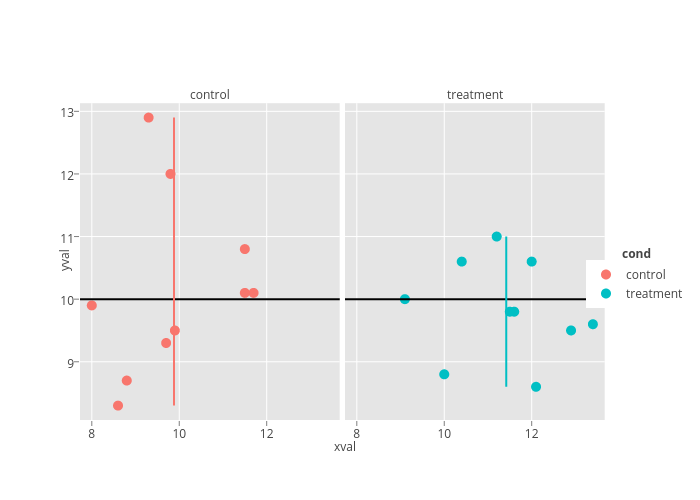 control treatment
13
12
11
10
9
yval
8 10 12 8 10 12
xval
cond
control
treatment